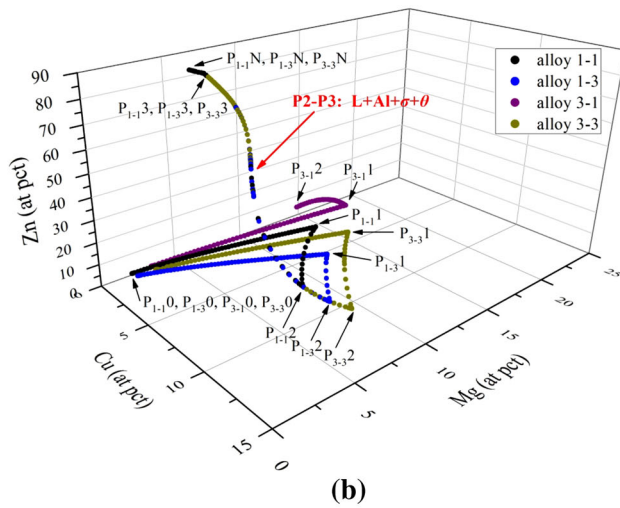 90
80
70
60
50
40
30
20
10
0
Zn (at pct)
0
5
10
15
Cu (at pct)
0
5
10
15
20
25
Mg (at pct)
alloy 1-1
alloy 1-3
alloy 3-1
alloy 3-3
P1-1N, P1-3N, P3-3N
P1-13, P1-33, P3-33
P2-P3: L+Al+σ+θ
P3-12
P3-11
P1-11
P3-31
P1-31
P1-10, P1-30, P3-10, P3-30
P1-12
P1-32
P3-32
(b)